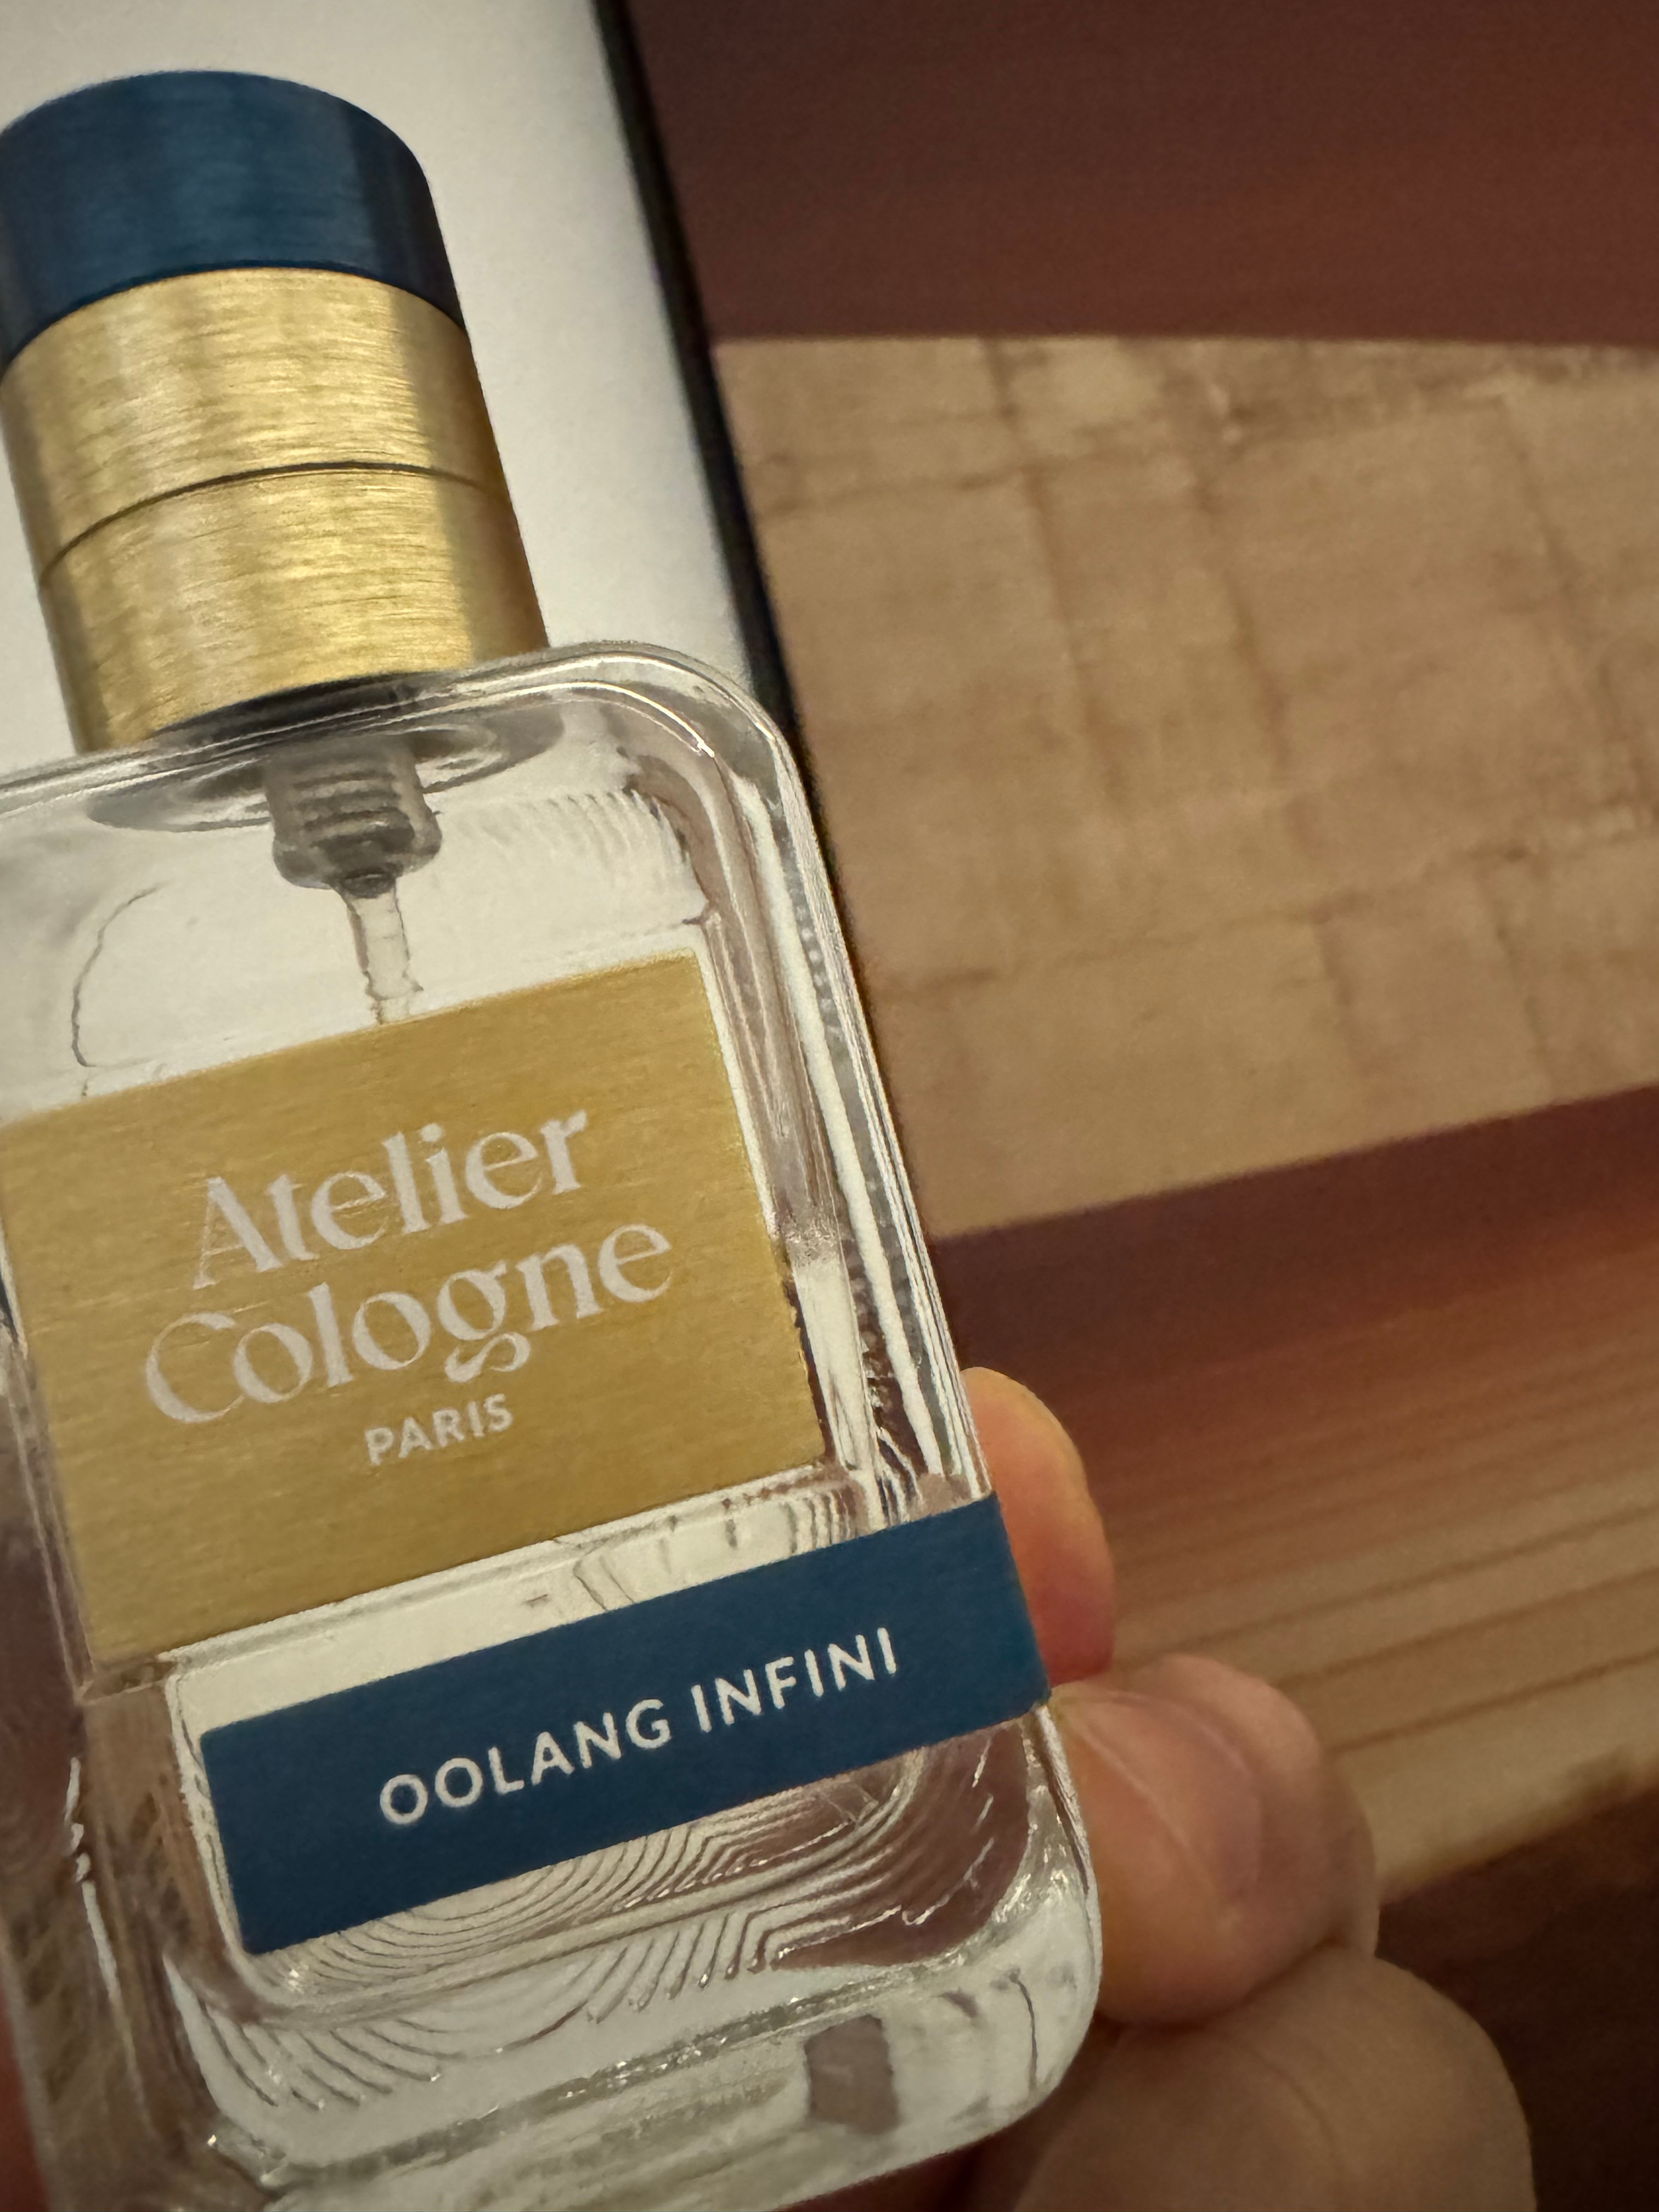 Atelier
Cologne
PARIS
OOLANG INFINI